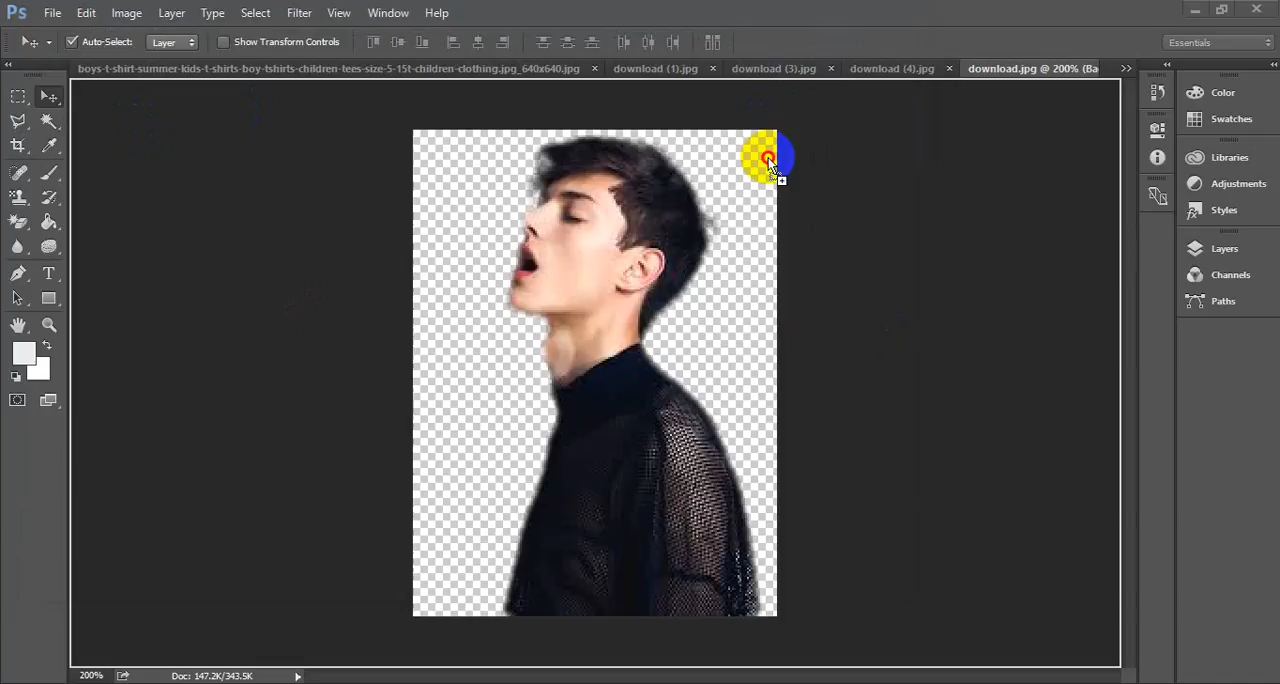 Ps File Edit Image Layer Type Select Filter View Window Help
Auto-Select: Layer Show Transform Controls Essentials
boys-t-shirt-summer-kids-t-shirts-boy-tshirts-children-tees-size-5-15t-children-clothing.jpg_640x640.jpg × download (1).jpg × download (3).jpg × download (4).jpg × download.jpg @ 200% (Bac >>
Color
Swatches
Libraries
Adjustments
Styles
Layers
Channels
Paths
200% Doc: 147.2K/343.5K